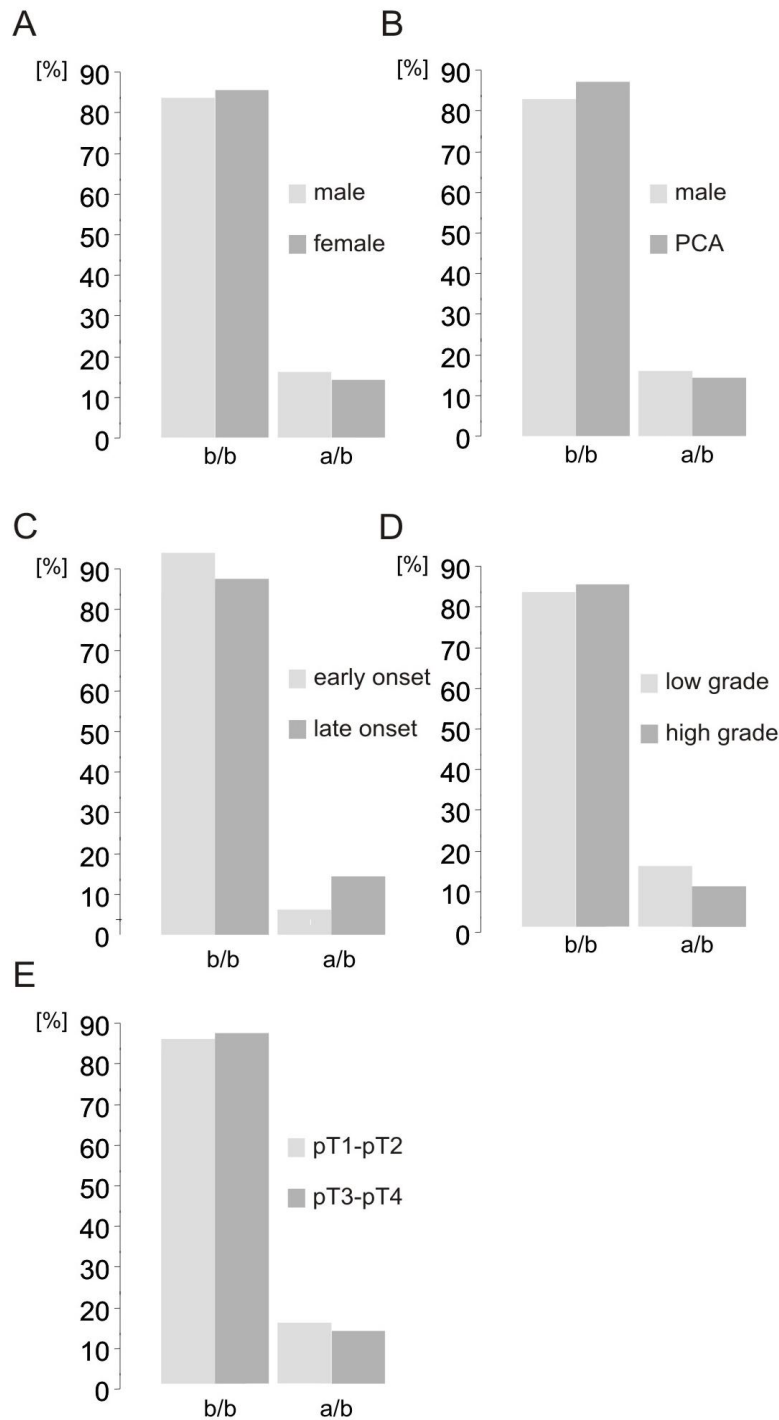 A
[%]
90
80
70
60
50
40
30
20
10
0
male
female
b/b
a/b
B
[%]
90
80
70
60
50
40
30
20
10
0
male
PCA
b/b
a/b
C
[%]
90
80
70
60
50
40
30
20
10
0
early onset
late onset
b/b
a/b
D
[%]
90
80
70
60
50
40
30
20
10
0
low grade
high grade
b/b
a/b
E
[%]
90
80
70
60
50
40
30
20
10
0
pT1-pT2
pT3-pT4
b/b
a/b